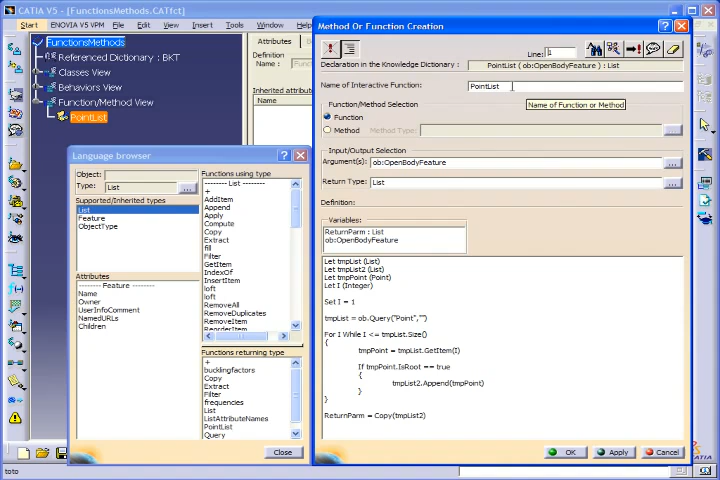 CATIA V5 - [FunctionsMethods.CATfct]
Start ENOVIA V5 VPM File Edit View Insert Tools Window
FunctionsMethods
Referenced Dictionary : BKT
Classes View
Behaviors View
Function/Method View
PointList
Attributes
Definition
Name : Func
Inherited attribute
Name
Language browser
Object:
Type: List ...
Supported/Inherited types
List
Feature
ObjectType
Attributes
-------- Feature --------
Name
Owner
UserInfoComment
NamedURLs
Children
Functions using type
-------- List --------
+
AddItem
Append
Apply
Compute
Copy
Extract
fill
Filter
GetItem
IndexOf
InsertItem
loft
loft
RemoveAll
RemoveDuplicates
RemoveItem
ReorderItem
Functions returning type
+
bucklingfactors
Copy
Extract
Filter
frequencies
List
ListAttributeNames
PointList
Query
Close
Method Or Function Creation
Line: 1
Declaration in the Knowledge Dictionary : PointList ( ob:OpenBodyFeature ) : List
Name of Interactive Function: PointList
Name of Function or Method
Function/Method Selection
Function
Method Method Type: ...
Input/Output Selection
Argument(s): ob:OpenBodyFeature ...
Return Type: List ...
Definition:
Variables:
ReturnParm : List
ob:OpenBodyFeature
Let tmpList (List)
Let tmpList2 (List)
Let tmpPoint (Point)
Let I (Integer)
Set I = 1
tmpList = ob.Query("Point","")
For I While I <= tmpList.Size()
{
tmpPoint = tmpList.GetItem(I)
If tmpPoint.IsRoot == true
{
tmpList2.Append(tmpPoint)
}
}
ReturnParm = Copy(tmpList2)
OK Apply Cancel
toto
CATIA